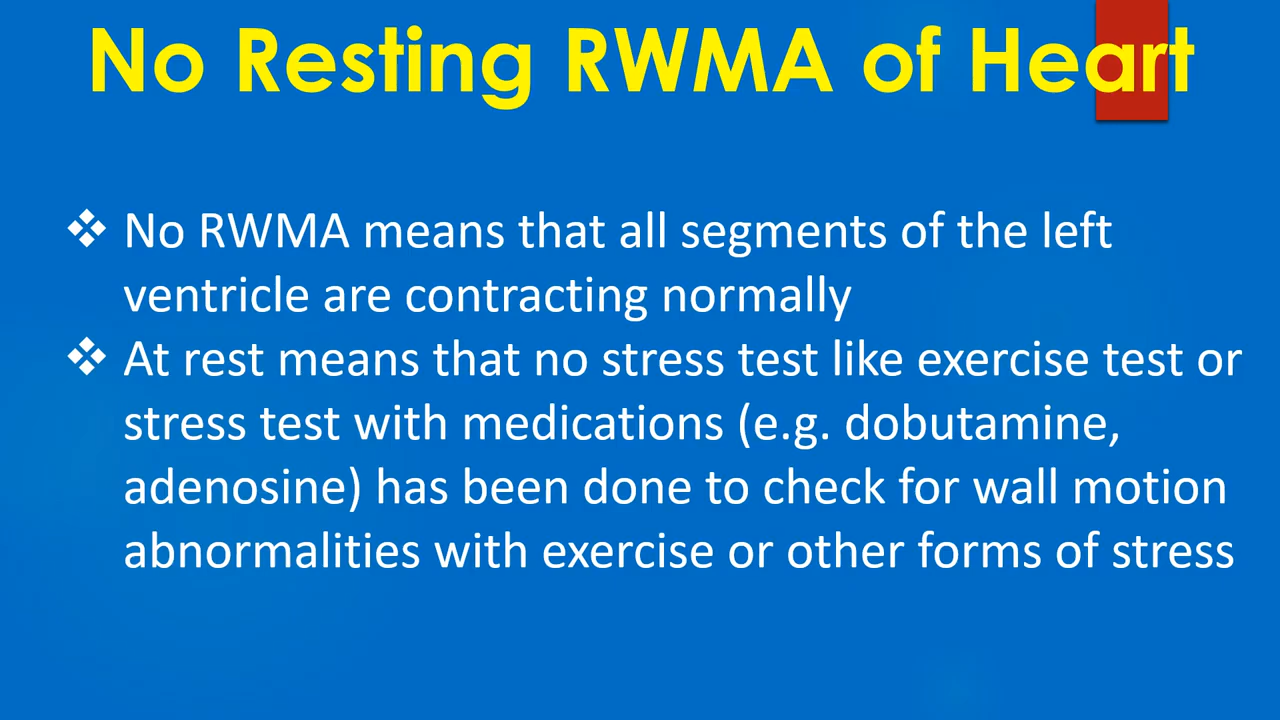 No Resting RWMA of Heart
❖ No RWMA means that all segments of the left
ventricle are contracting normally
❖ At rest means that no stress test like exercise test or
stress test with medications (e.g. dobutamine,
adenosine) has been done to check for wall motion
abnormalities with exercise or other forms of stress